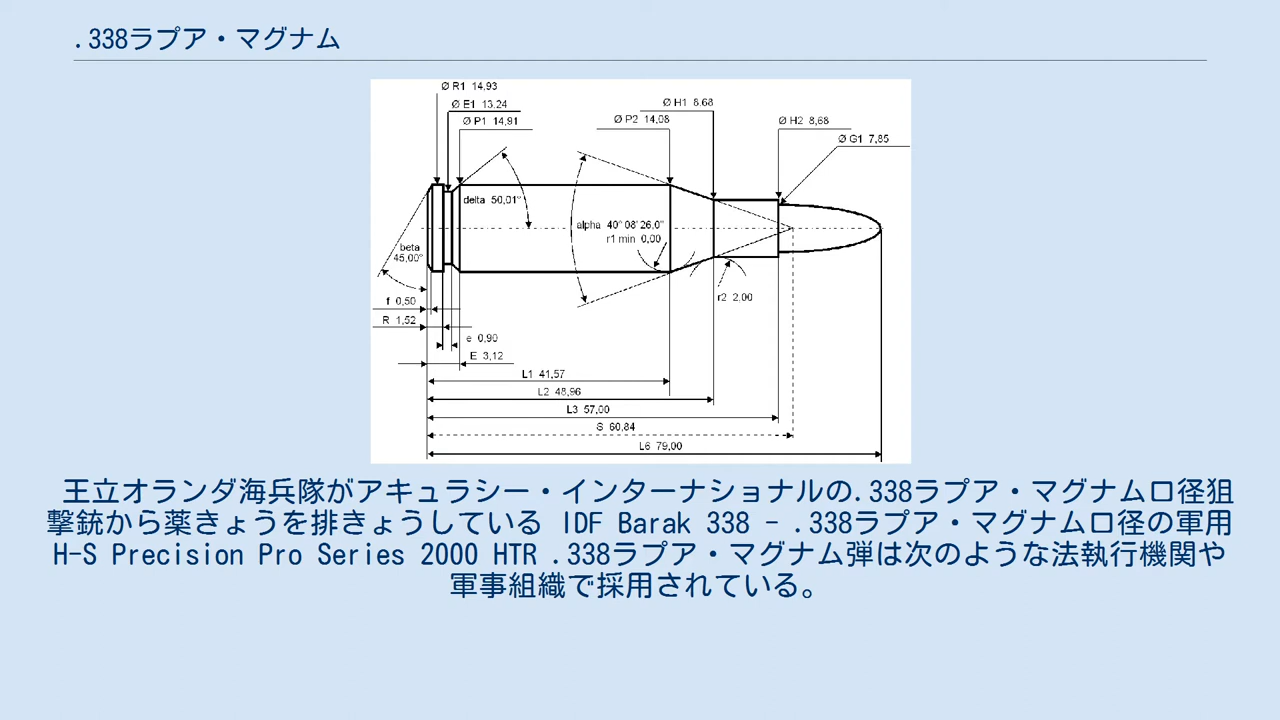 .338ラプア・マグナム
Ø R1 14,93
Ø E1 13,24
Ø P1 14,91
Ø P2 14,08
Ø H1 8,68
Ø H2 8,68
Ø G1 7,85
delta 50,01°
alpha 40° 08' 26.0"
r1 min 0,00
beta
45,00°
r2 2,00
f 0,50
R 1,52
e 0,90
E 3,12
L1 41,57
L2 48,96
L3 57,00
S 60,84
L6 79,00
王立オランダ海兵隊がアキュラシー・インターナショナルの.338ラプア・マグナム口径狙
撃銃から薬きょうを排きょうしている IDF Barak 338 – .338ラプア・マグナム口径の軍用
H-S Precision Pro Series 2000 HTR .338ラプア・マグナム弾は次のような法執行機関や
軍事組織で採用されている。